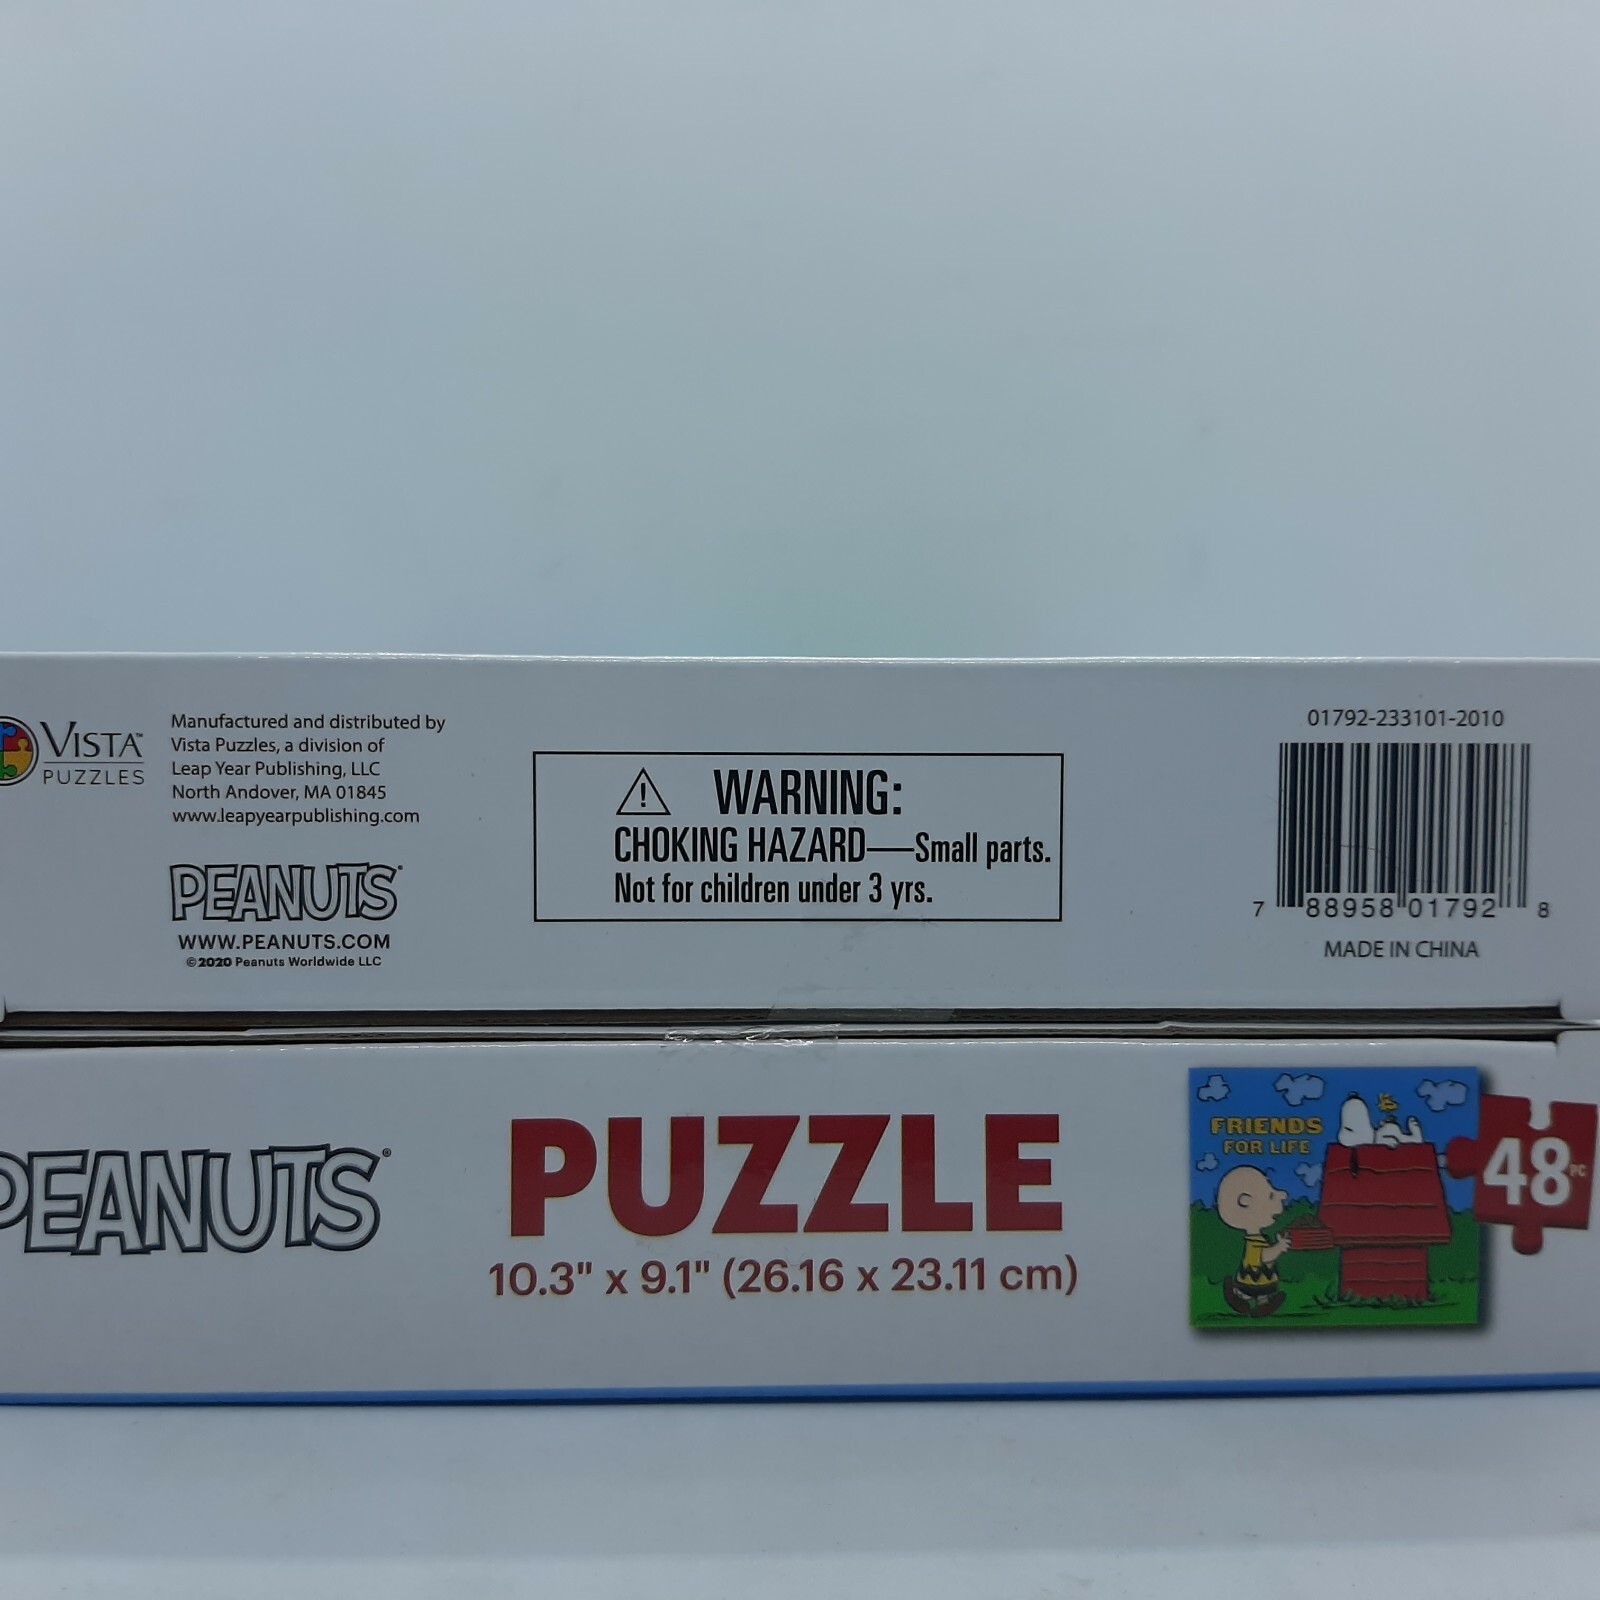 VISTA™
PUZZLES
Manufactured and distributed by
Vista Puzzles, a division of
Leap Year Publishing, LLC
North Andover, MA 01845
www.leapyearpublishing.com
PEANUTS
WWW.PEANUTS.COM
©2020 Peanuts Worldwide LLC
WARNING:
CHOKING HAZARD—Small parts.
Not for children under 3 yrs.
01792-233101-2010
7 88958 01792 8
MADE IN CHINA
PEANUTS
PUZZLE
10.3" x 9.1" (26.16 x 23.11 cm)
FRIENDS
FOR LIFE
48 PC